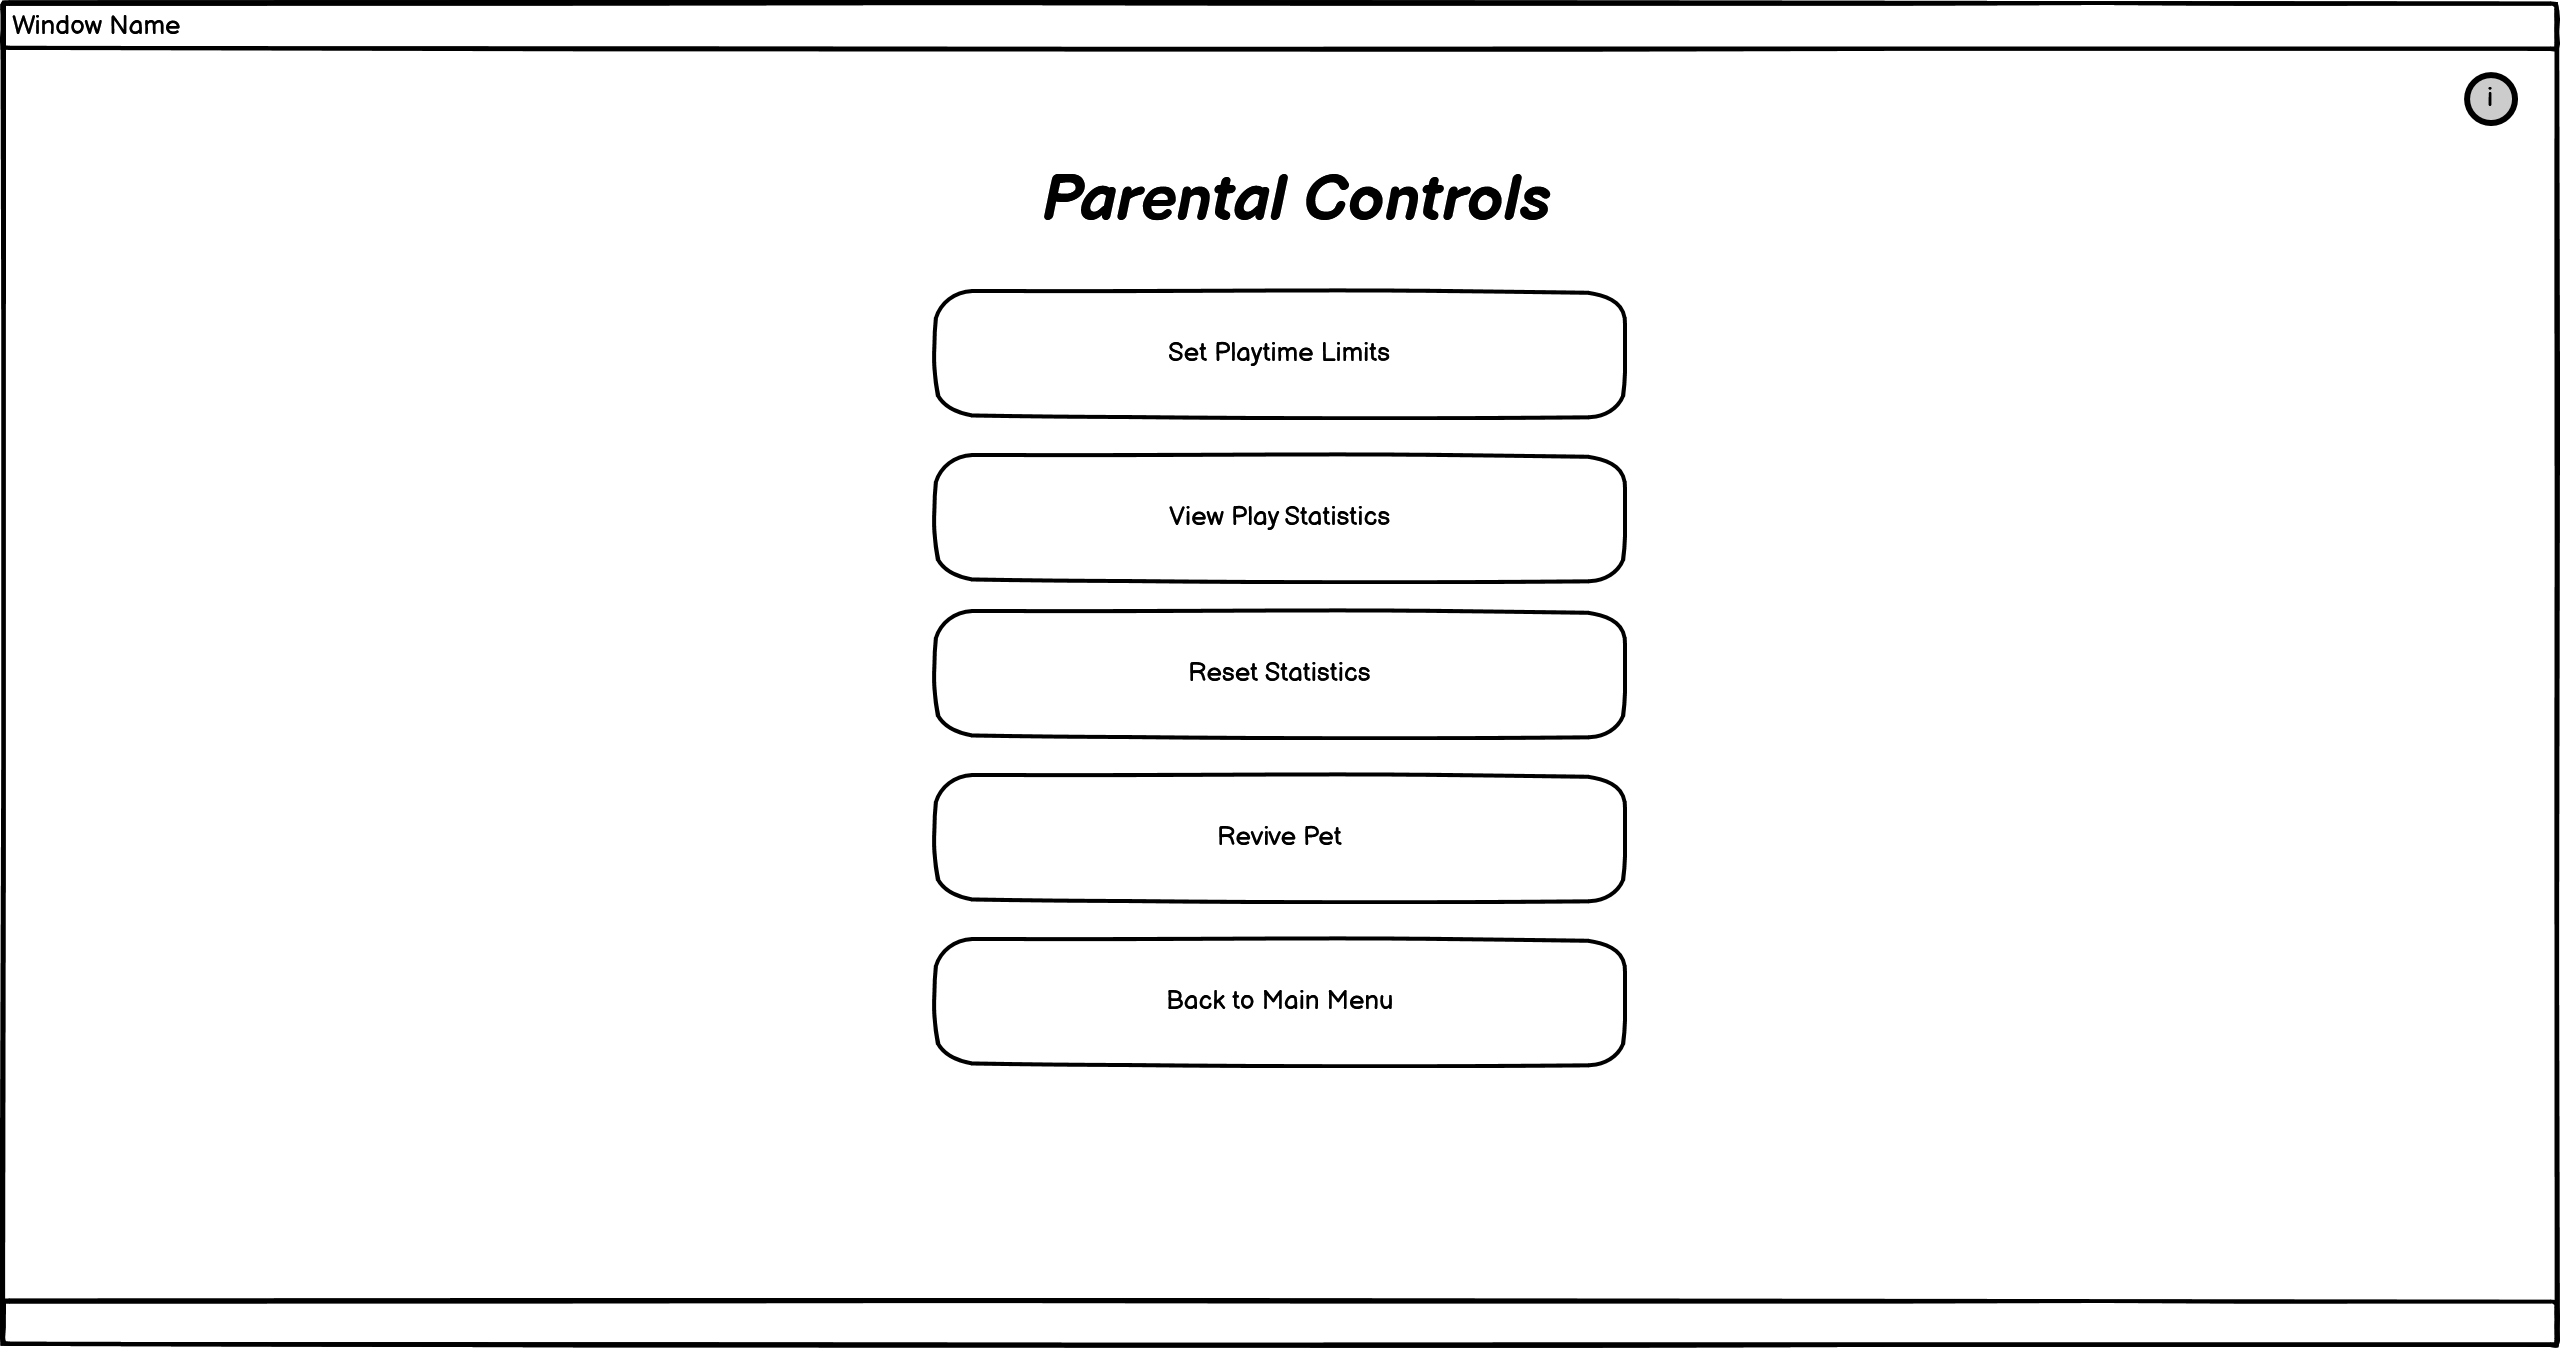 Window Name
i
Parental Controls
Set Playtime Limits
View Play Statistics
Reset Statistics
Revive Pet
Back to Main Menu